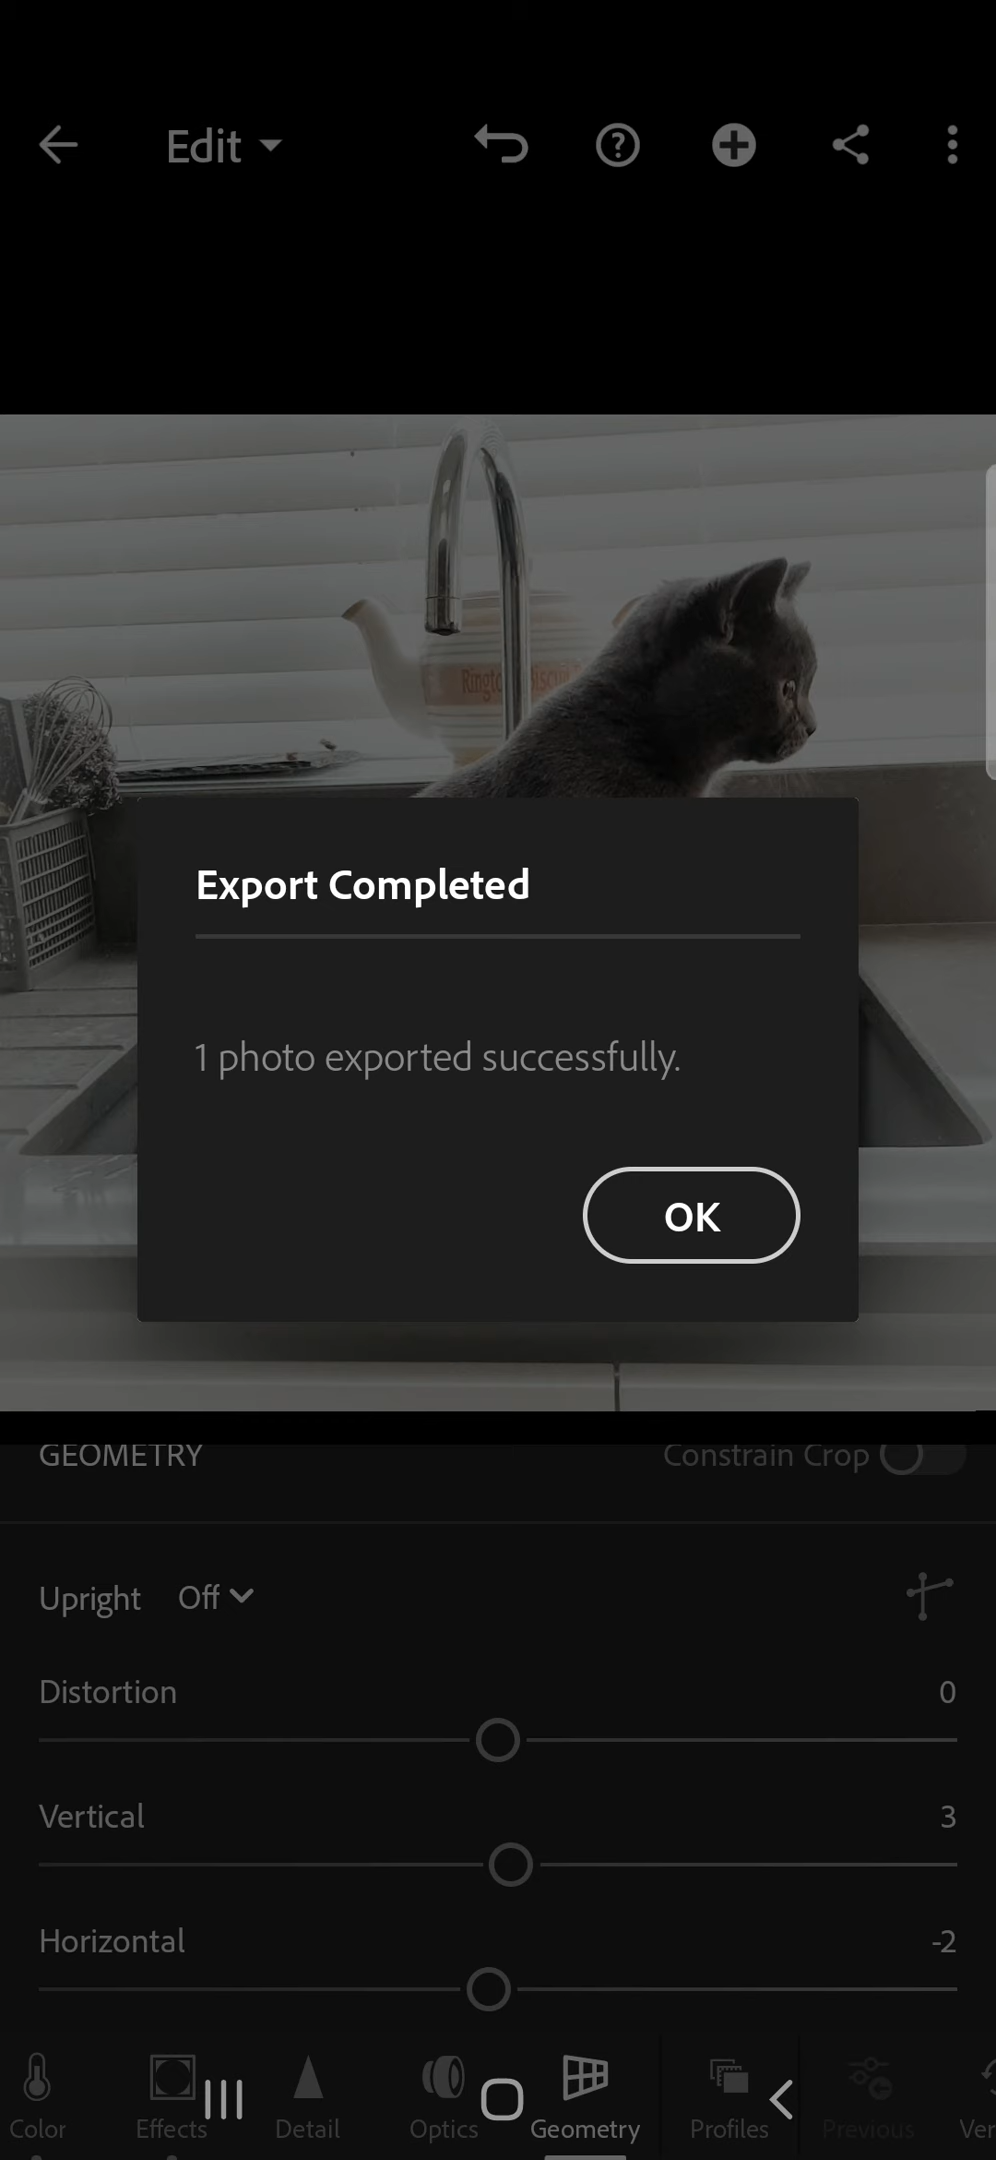 Edit
Export Completed
1 photo exported successfully.
OK
GEOMETRY
Constrain Crop
Upright Off
Distortion 0
Vertical 3
Horizontal -2
Color Effects Detail Optics Geometry Profiles Previous